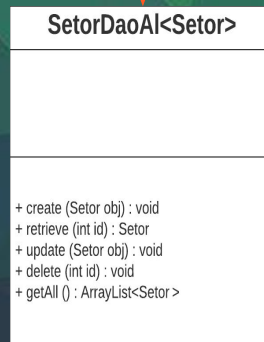 SetorDaoAl<Setor>
+ create (Setor obj) : void
+ retrieve (int id) : Setor
+ update (Setor obj) : void
+ delete (int id) : void
+ getAll () : ArrayList<Setor >